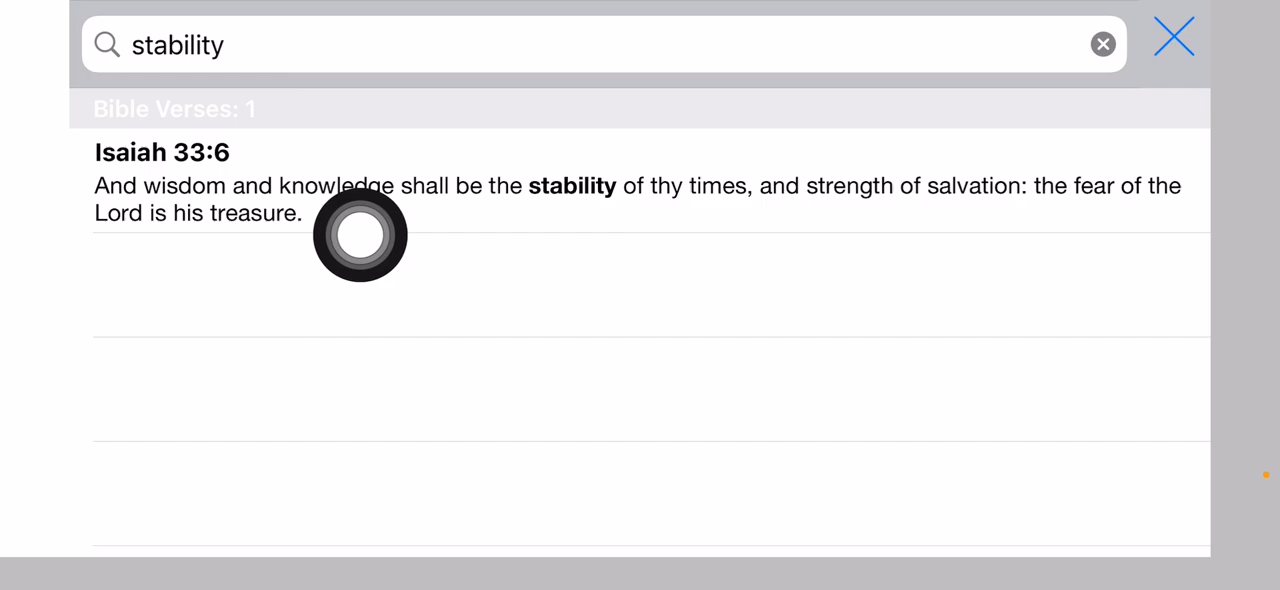 stability
Bible Verses: 1
Isaiah 33:6
And wisdom and knowledge shall be the stability of thy times, and strength of salvation: the fear of the
Lord is his treasure.